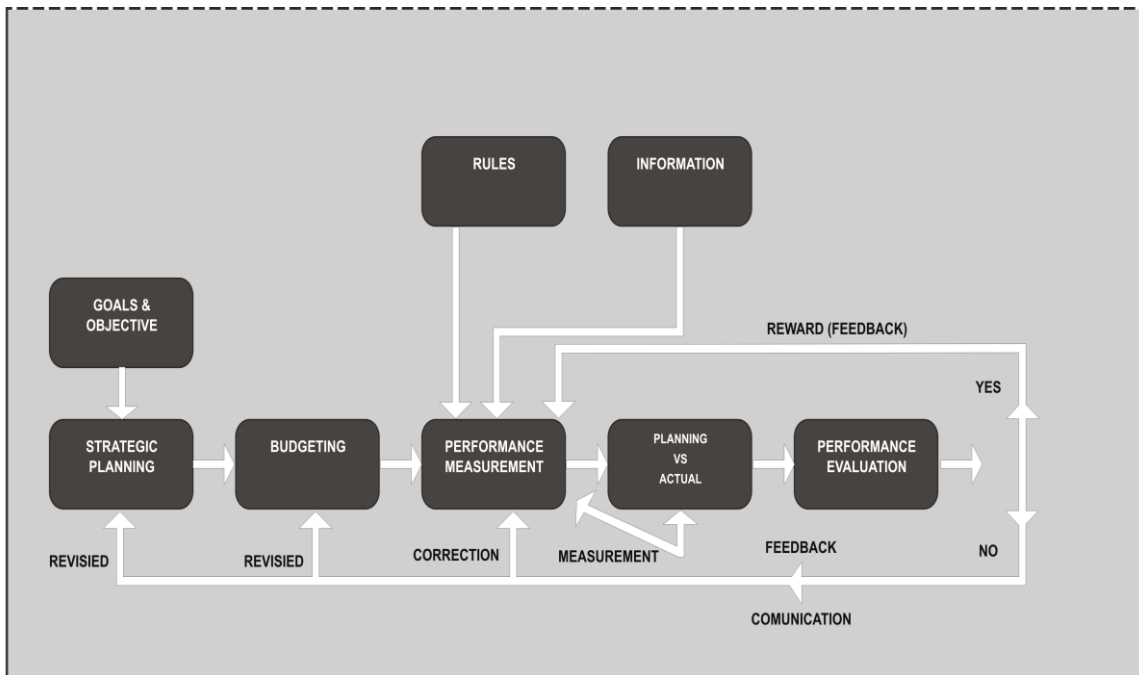 RULES
INFORMATION
GOALS &
OBJECTIVE
REWARD (FEEDBACK)
YES
STRATEGIC
PLANNING
BUDGETING
PERFORMANCE
MEASUREMENT
PLANNING
VS
ACTUAL
PERFORMANCE
EVALUATION
REVISIED
REVISIED
CORRECTION
MEASUREMENT
FEEDBACK
NO
COMUNICATION